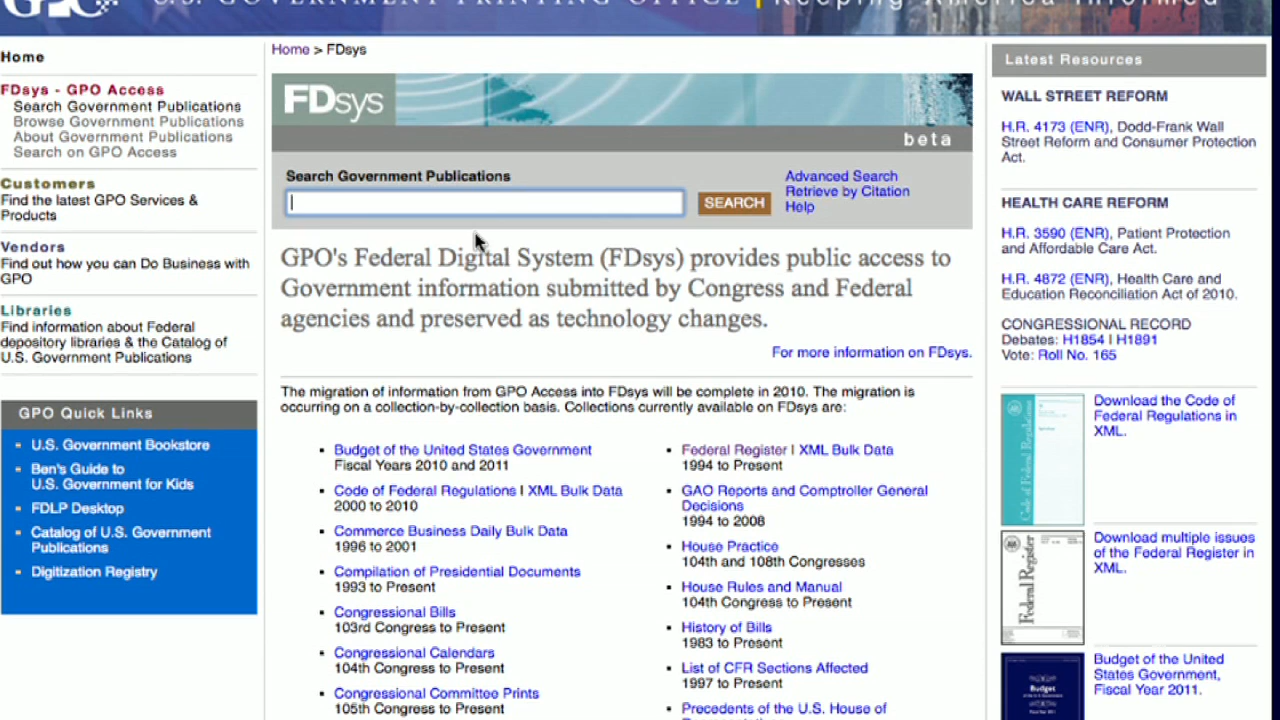 GPO U.S. GOVERNMENT PRINTING OFFICE | Keeping America Informed
Home
FDsys - GPO Access
Search Government Publications
Browse Government Publications
About Government Publications
Search on GPO Access
Customers
Find the latest GPO Services &
Products
Vendors
Find out how you can Do Business with
GPO
Libraries
Find information about Federal
depository libraries & the Catalog of
U.S. Government Publications
GPO Quick Links
U.S. Government Bookstore
Ben's Guide to
U.S. Government for Kids
FDLP Desktop
Catalog of U.S. Government
Publications
Digitization Registry
Home > FDsys
FDsys
beta
Search Government Publications
SEARCH
Advanced Search
Retrieve by Citation
Help
GPO's Federal Digital System (FDsys) provides public access to
Government information submitted by Congress and Federal
agencies and preserved as technology changes.
For more information on FDsys.
The migration of information from GPO Access into FDsys will be complete in 2010. The migration is
occurring on a collection-by-collection basis. Collections currently available on FDsys are:
Budget of the United States Government
Fiscal Years 2010 and 2011
Code of Federal Regulations | XML Bulk Data
2000 to 2010
Commerce Business Daily Bulk Data
1996 to 2001
Compilation of Presidential Documents
1993 to Present
Congressional Bills
103rd Congress to Present
Congressional Calendars
104th Congress to Present
Congressional Committee Prints
105th Congress to Present
Federal Register | XML Bulk Data
1994 to Present
GAO Reports and Comptroller General
Decisions
1994 to 2008
House Practice
104th and 108th Congresses
House Rules and Manual
104th Congress to Present
History of Bills
1983 to Present
List of CFR Sections Affected
1997 to Present
Precedents of the U.S. House of
Latest Resources
WALL STREET REFORM
H.R. 4173 (ENR), Dodd-Frank Wall
Street Reform and Consumer Protection
Act.
HEALTH CARE REFORM
H.R. 3590 (ENR), Patient Protection
and Affordable Care Act.
H.R. 4872 (ENR), Health Care and
Education Reconciliation Act of 2010.
CONGRESSIONAL RECORD
Debates: H1854 | H1891
Vote: Roll No. 165
Code of Federal Regulations
Download the Code of
Federal Regulations in
XML.
Federal Register
Download multiple issues
of the Federal Register in
XML.
Budget
Budget of the United
States Government,
Fiscal Year 2011.